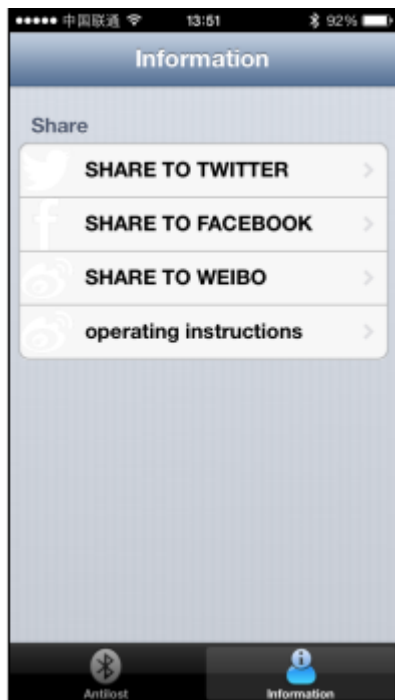 中国联通 13:51 92%
Information
Share
SHARE TO TWITTER
SHARE TO FACEBOOK
SHARE TO WEIBO
operating instructions
Antilost Information